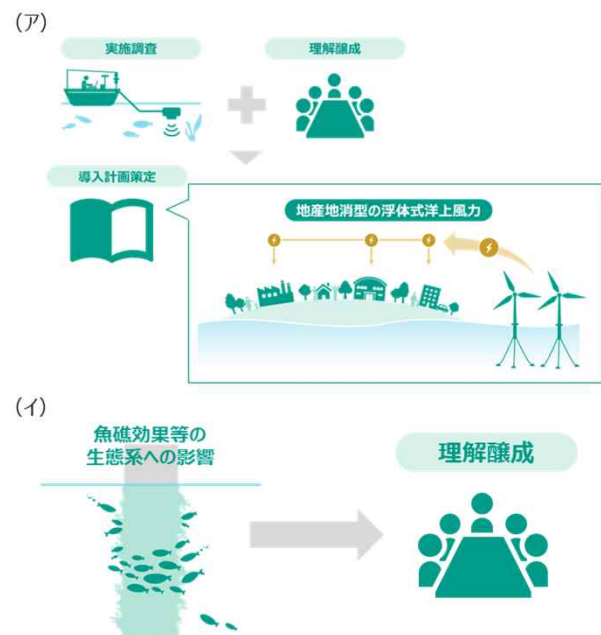 （ア）
実施調査
理解醸成
導入計画策定
地産地消型の浮体式洋上風力
（イ）
魚礁効果等の
生態系への影響
理解醸成